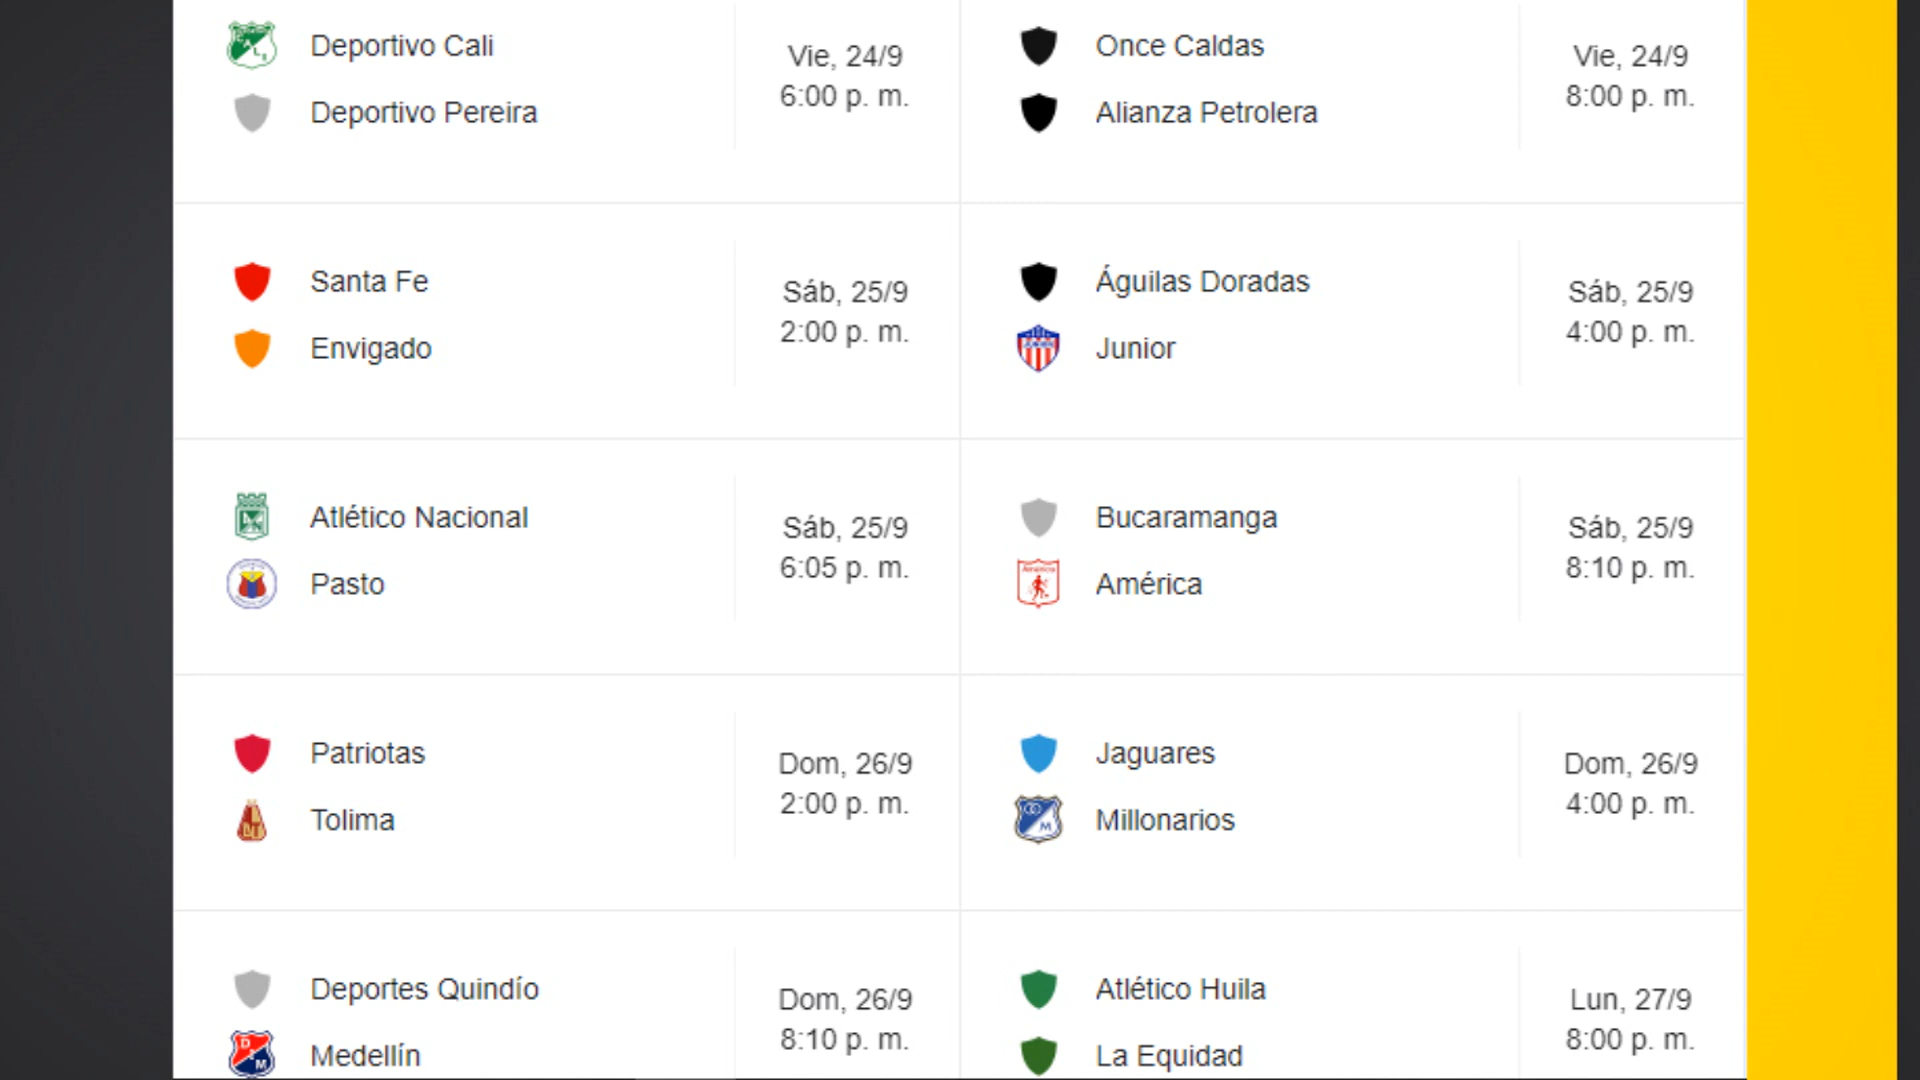 Deportivo Cali
Deportivo Pereira
Vie, 24/9
6:00 p. m.
Once Caldas
Alianza Petrolera
Vie, 24/9
8:00 p. m.
Santa Fe
Envigado
Sáb, 25/9
2:00 p. m.
Águilas Doradas
Junior
Sáb, 25/9
4:00 p. m.
Atlético Nacional
Pasto
Sáb, 25/9
6:05 p. m.
Bucaramanga
América
Sáb, 25/9
8:10 p. m.
Patriotas
Tolima
Dom, 26/9
2:00 p. m.
Jaguares
Millonarios
Dom, 26/9
4:00 p. m.
Deportes Quindío
Medellín
Dom, 26/9
8:10 p. m.
Atlético Huila
La Equidad
Lun, 27/9
8:00 p. m.